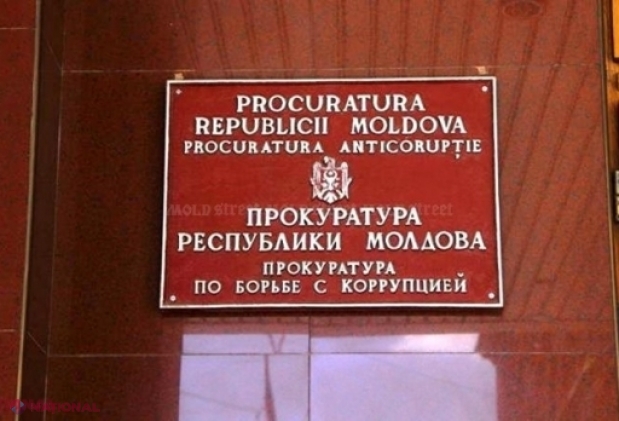 PROCURATURA
REPUBLICII MOLDOVA
PROCURATURA ANTICORUPȚIE
ПРОКУРАТУРА
РЕСПУБЛИКИ МОЛДОВА
ПРОКУРАТУРА
ПО БОРЬБЕ С КОРРУПЦИЕЙ